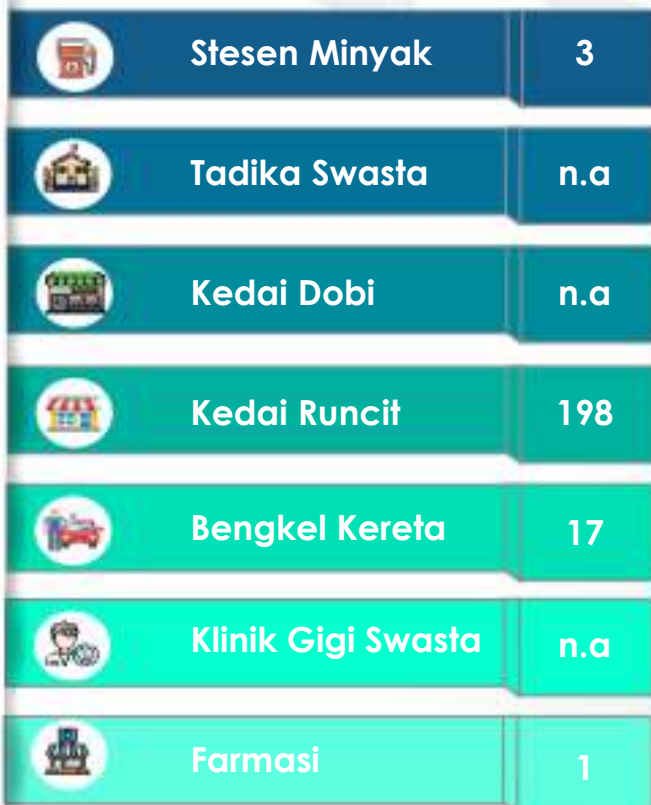 Stesen Minyak 3
Tadika Swasta n.a
Kedai Dobi n.a
Kedai Runcit 198
Bengkel Kereta 17
Klinik Gigi Swasta n.a
Farmasi 1